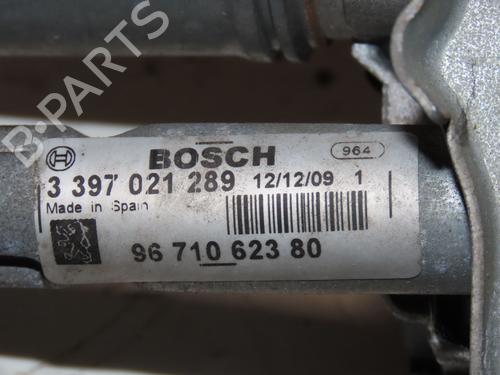 B-PARTS
BOSCH 964
3 397 021 289 12/12/09 1
Made in Spain
96 710 623 80